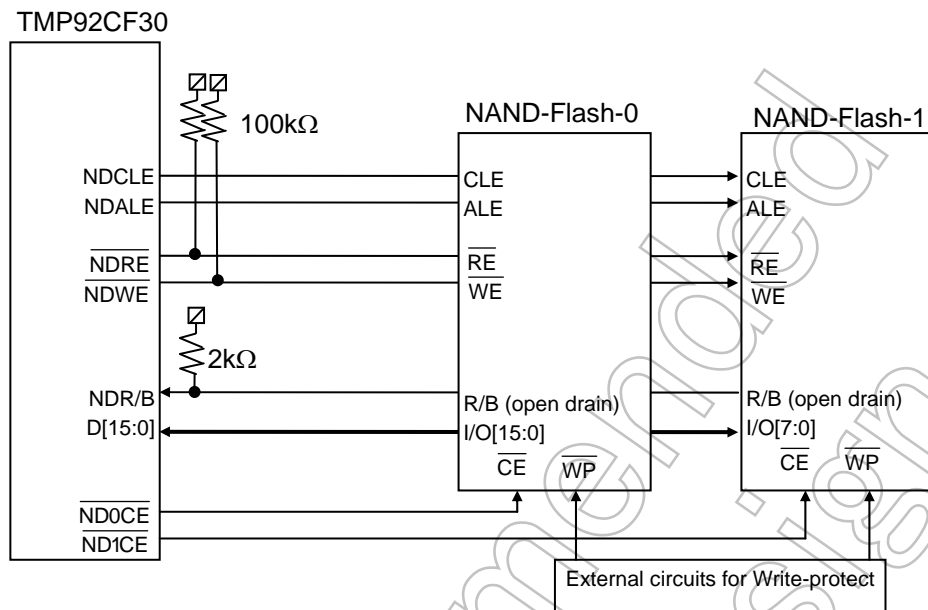 TMP92CF30
NAND-Flash-0
NAND-Flash-1
100kΩ
NDCLE
NDALE
NDRE
NDWE
CLE
ALE
RE
WE
CLE
ALE
RE
WE
2kΩ
NDR/B
D[15:0]
R/B (open drain)
I/O[15:0]
CE
WP
R/B (open drain)
I/O[7:0]
CE
WP
ND0CE
ND1CE
External circuits for Write-protect
mended
sign